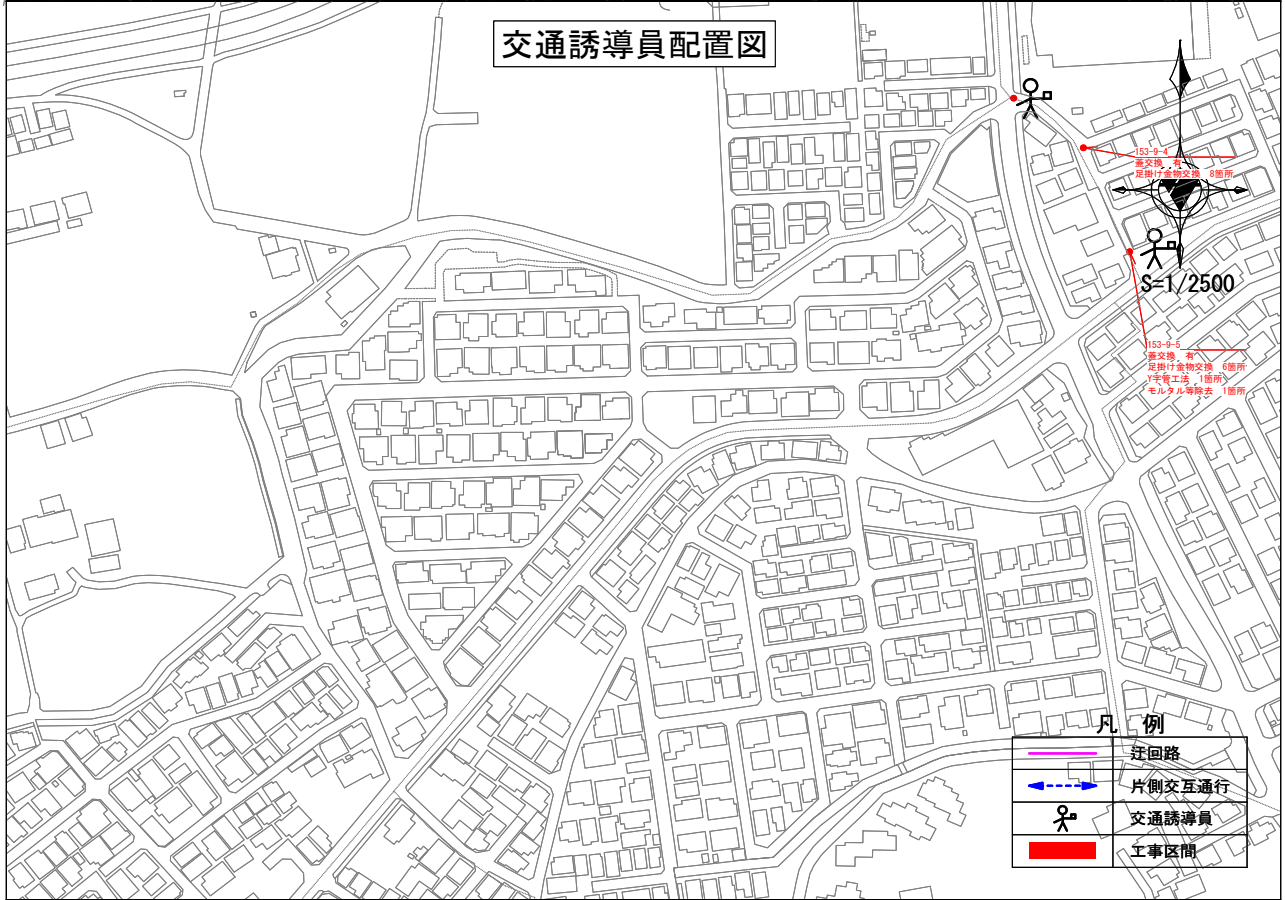 交通誘導員配置図
153-9-4
蓋交換　有
足掛け金物交換　8箇所
S=1/2500
153-9-5
蓋交換　有
足掛け金物交換　6箇所
Y字管工法　1箇所
モルタル等除去　1箇所
凡　例
迂回路
片側交互通行
交通誘導員
工事区間